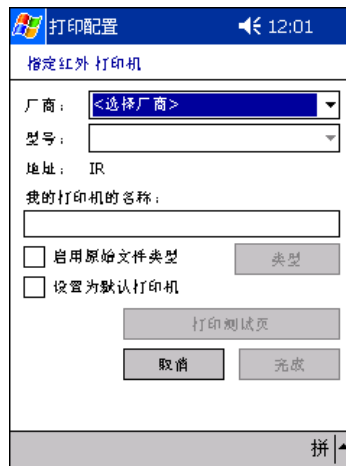 打印配置 12:01
指定红外打印机
厂商： <选择厂商>
型号：
地址： IR
我的打印机的名称：
启用原始文件类型 类型
设置为默认打印机
打印测试页
取消 完成
拼